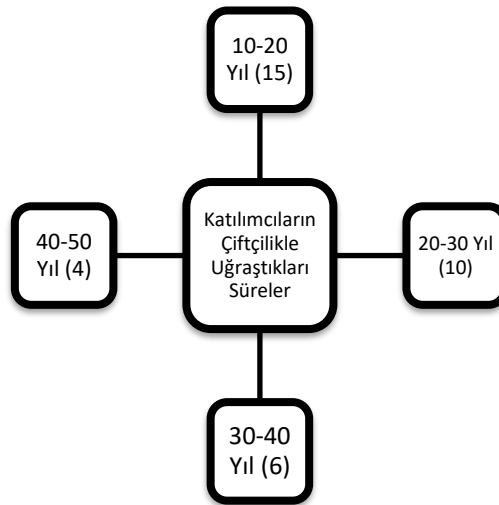 10-20
Yıl (15)
Katılımcıların
Çiftçilikle
Uğraştıkları
Süreler
40-50
Yıl (4)
20-30 Yıl
(10)
30-40
Yıl (6)